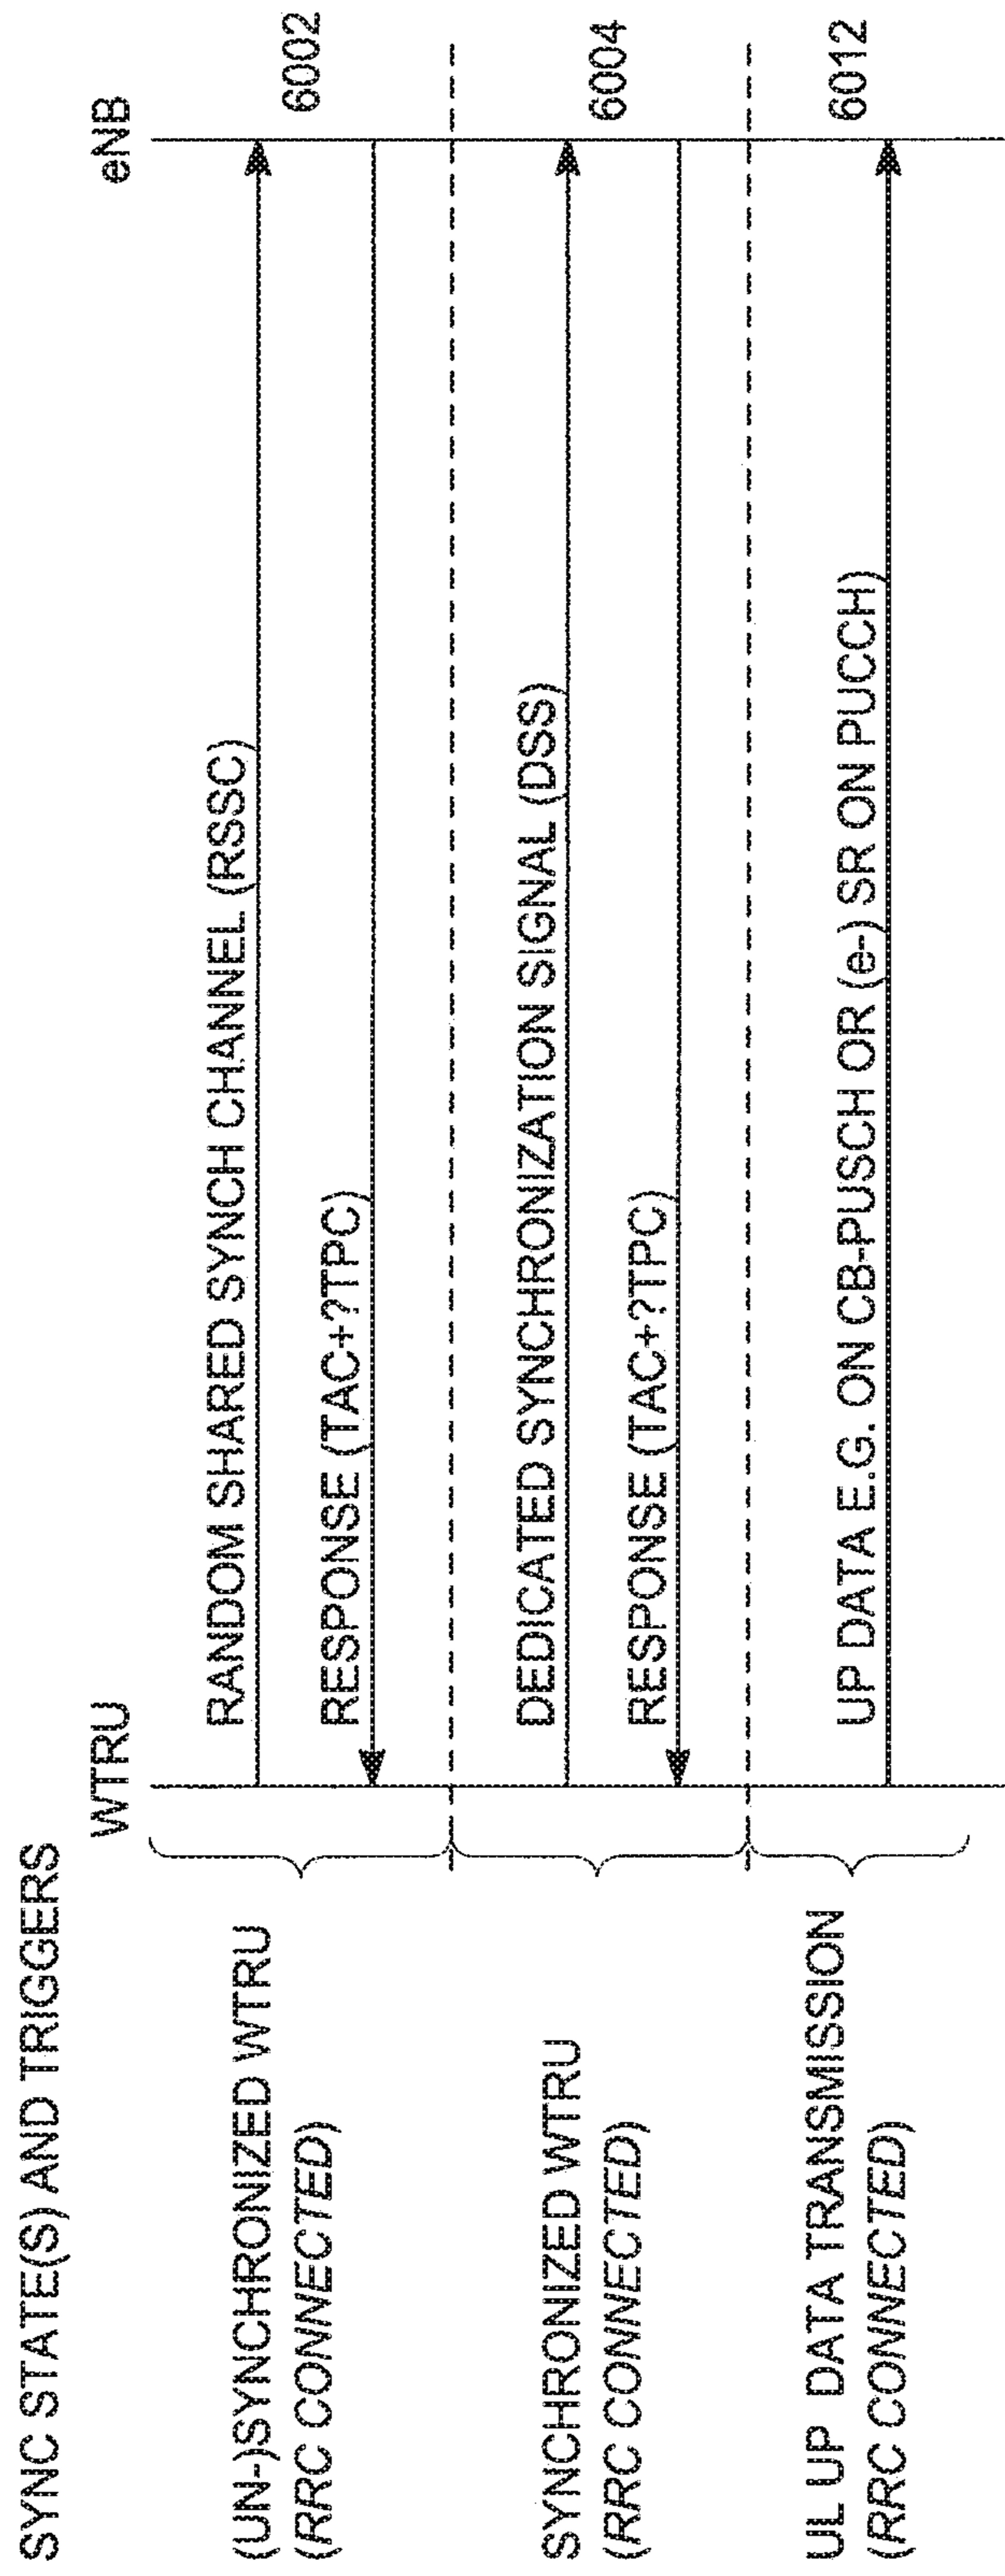 SYNC STATE(S) AND TRIGGERS
WTRU
eNB
(UN-)SYNCHRONIZED WTRU
(RRC CONNECTED)
RANDOM SHARED SYNCH CHANNEL (RSSC)
6002
RESPONSE (TAC+?TPC)
SYNCHRONIZED WTRU
(RRC CONNECTED)
DEDICATED SYNCHRONIZATION SIGNAL (DSS)
6004
RESPONSE (TAC+?TPC)
UL UP DATA TRANSMISSION
(RRC CONNECTED)
UP DATA E.G. ON CB-PUSCH OR (e-) SR ON PUCCH)
6012